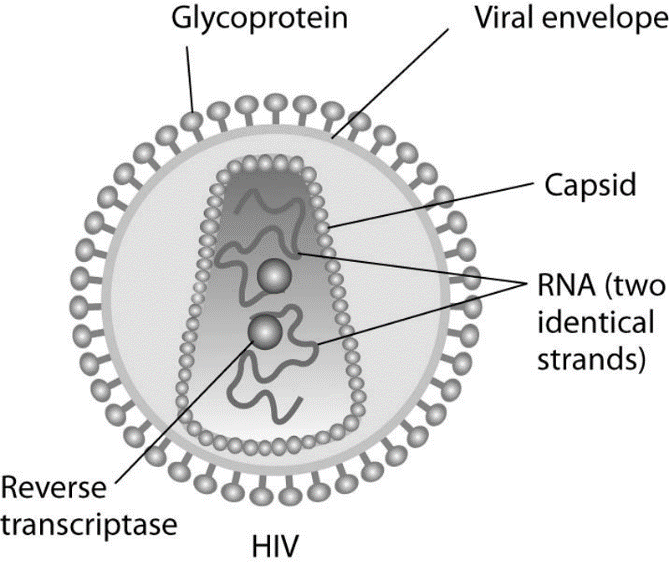 Glycoprotein
Viral envelope
Capsid
RNA (two
identical
strands)
Reverse
transcriptase
HIV